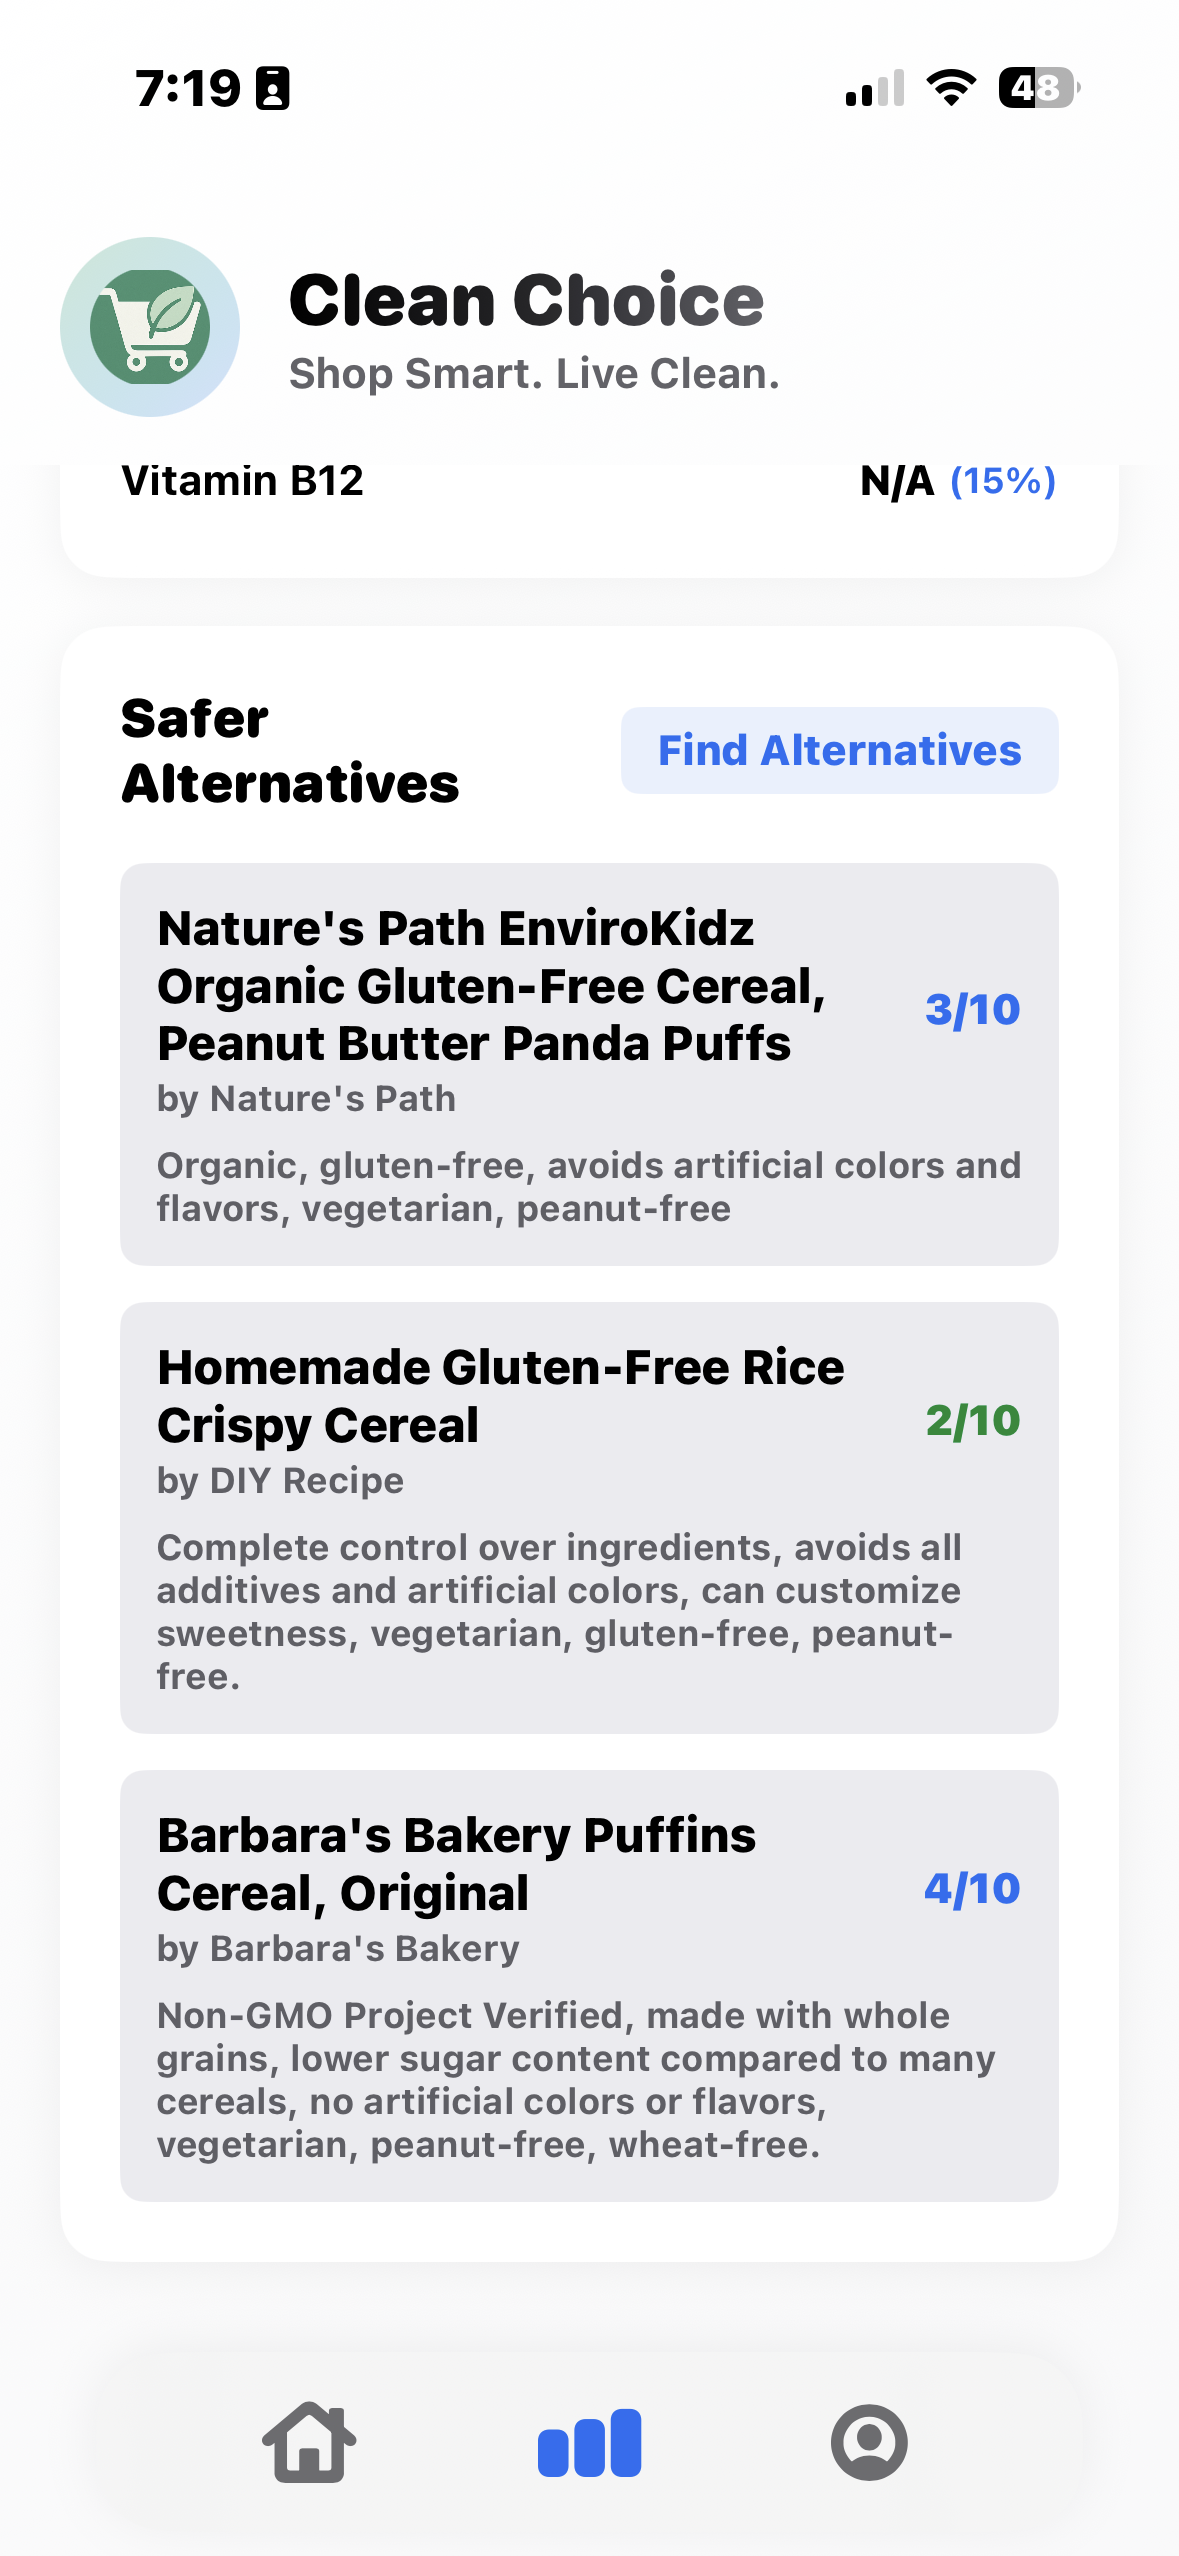 7:19
48
Clean Choice
Shop Smart. Live Clean.
Vitamin B12 N/A (15%)
Safer
Alternatives
Find Alternatives
Nature's Path EnviroKidz
Organic Gluten-Free Cereal,
Peanut Butter Panda Puffs
3/10
by Nature's Path
Organic, gluten-free, avoids artificial colors and
flavors, vegetarian, peanut-free
Homemade Gluten-Free Rice
Crispy Cereal
2/10
by DIY Recipe
Complete control over ingredients, avoids all
additives and artificial colors, can customize
sweetness, vegetarian, gluten-free, peanut-
free.
Barbara's Bakery Puffins
Cereal, Original
4/10
by Barbara's Bakery
Non-GMO Project Verified, made with whole
grains, lower sugar content compared to many
cereals, no artificial colors or flavors,
vegetarian, peanut-free, wheat-free.